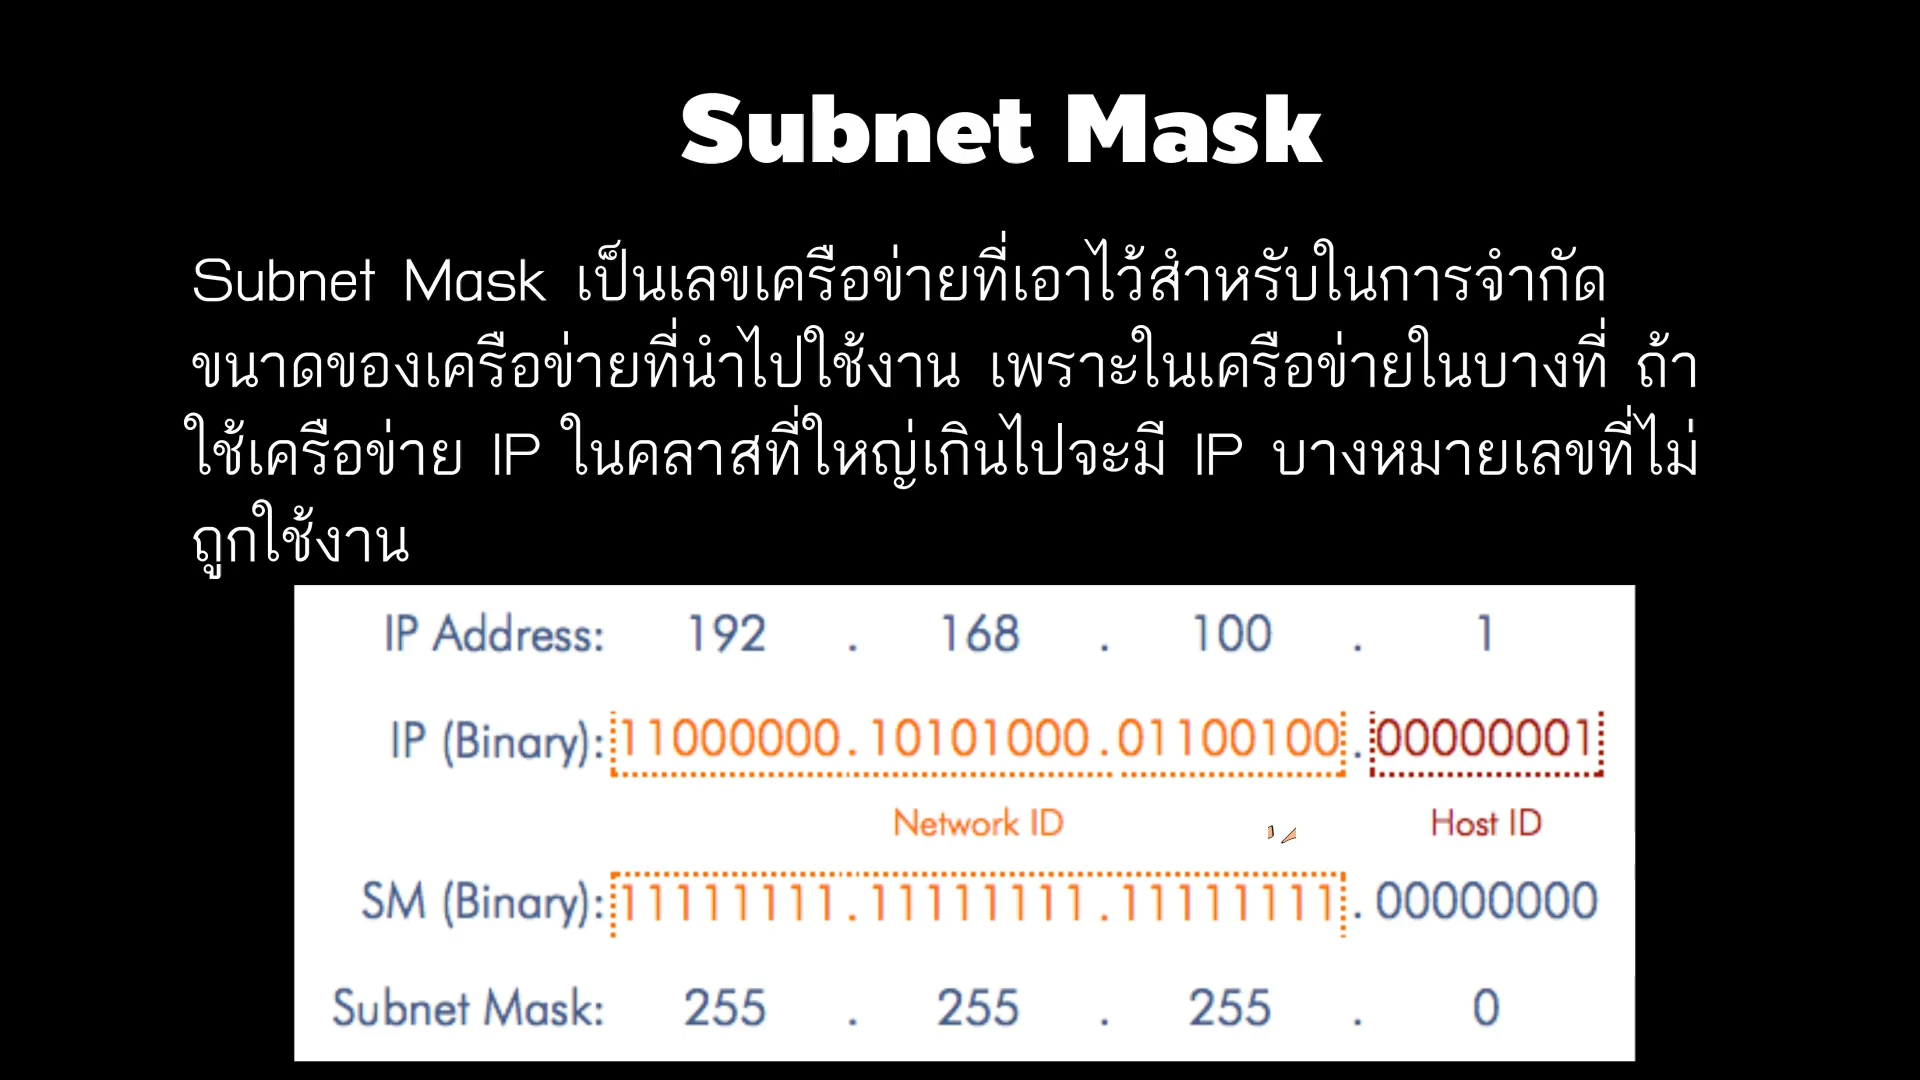 Subnet Mask
Subnet Mask เป็นเลขเครือข่ายที่เอาไว้สำหรับในการจำกัด
ขนาดของเครือข่ายที่นำไปใช้งาน เพราะในเครือข่ายในบางที่ ถ้า
ใช้เครือข่าย IP ในคลาสที่ใหญ่เกินไปจะมี IP บางหมายเลขที่ไม่
ถูกใช้งาน
IP Address: 192 . 168 . 100 . 1
IP (Binary): 11000000.10101000.01100100.00000001
Network ID Host ID
SM (Binary): 11111111.11111111.11111111.00000000
Subnet Mask: 255 . 255 . 255 . 0